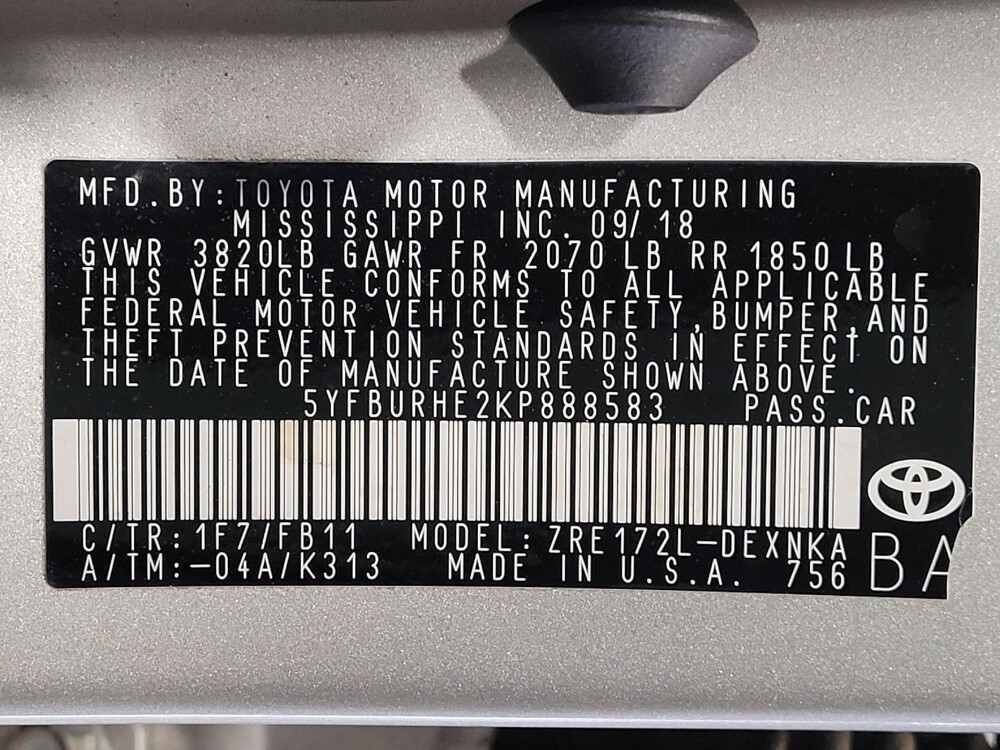 MFD.BY:TOYOTA MOTOR MANUFACTURING
MISSISSIPPI INC. 09/18
GVWR 3820LB GAWR FR 2070 LB RR 1850 LB
THIS VEHICLE CONFORMS TO ALL APPLICABLE
FEDERAL MOTOR VEHICLE SAFETY,BUMPER,AND
THEFT PREVENTION STANDARDS IN EFFECT ON
THE DATE OF MANUFACTURE SHOWN ABOVE.
5YFBURHE2KP888583 PASS.CAR
C/TR:1F7/FB11 MODEL:ZRE172L-DEXNKA
A/TM:-04A/K313 MADE IN U.S.A. 756 BA